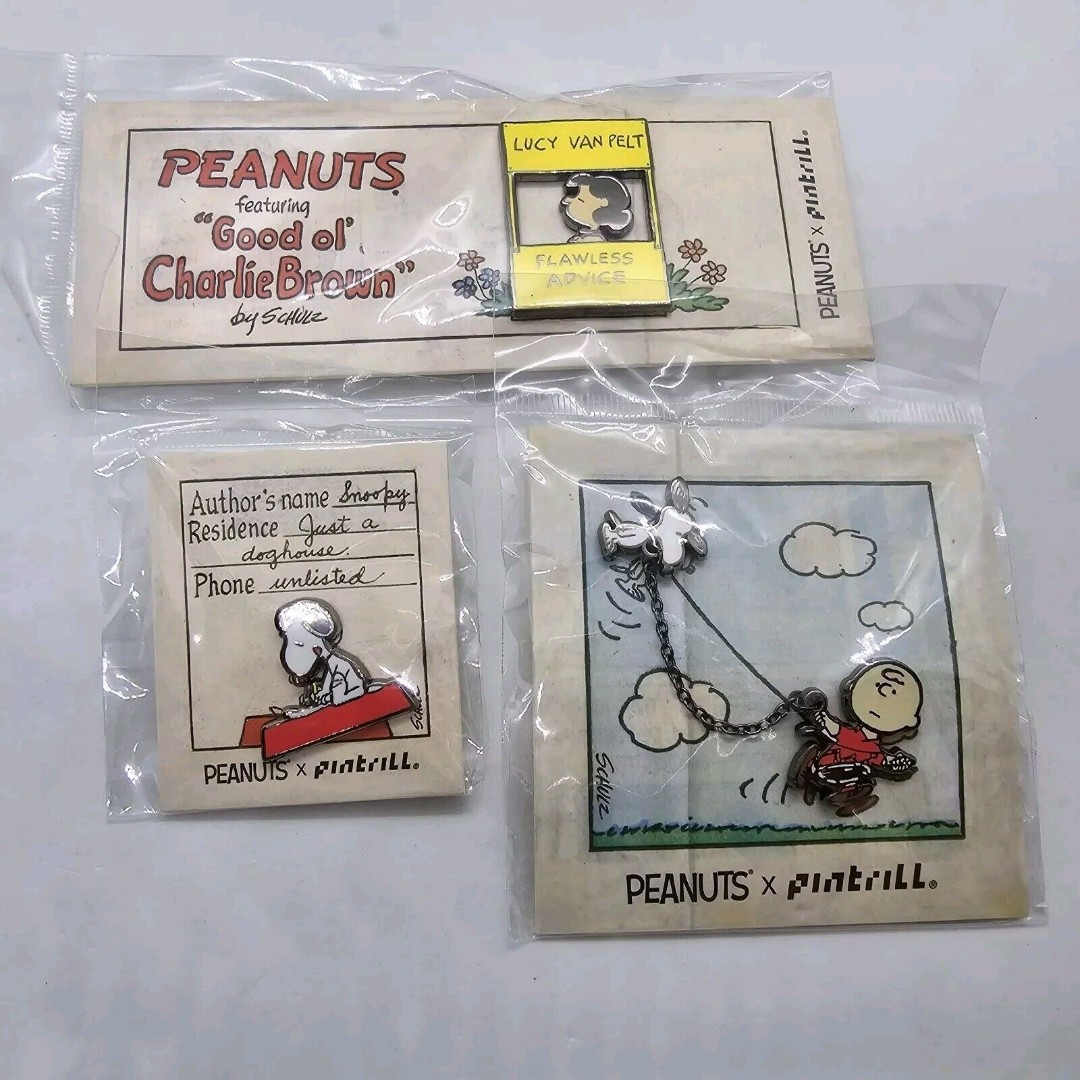 PEANUTS
featuring
"Good ol'
Charlie Brown"
by SCHULZ
LUCY VAN PELT
FLAWLESS
ADVICE
PEANUTS® x pintrill®
Author's name Snoopy
Residence Just a
doghouse.
Phone unlisted
SCHULZ
PEANUTS x pintrill®
SCHULZ
PEANUTS® x pintrill®